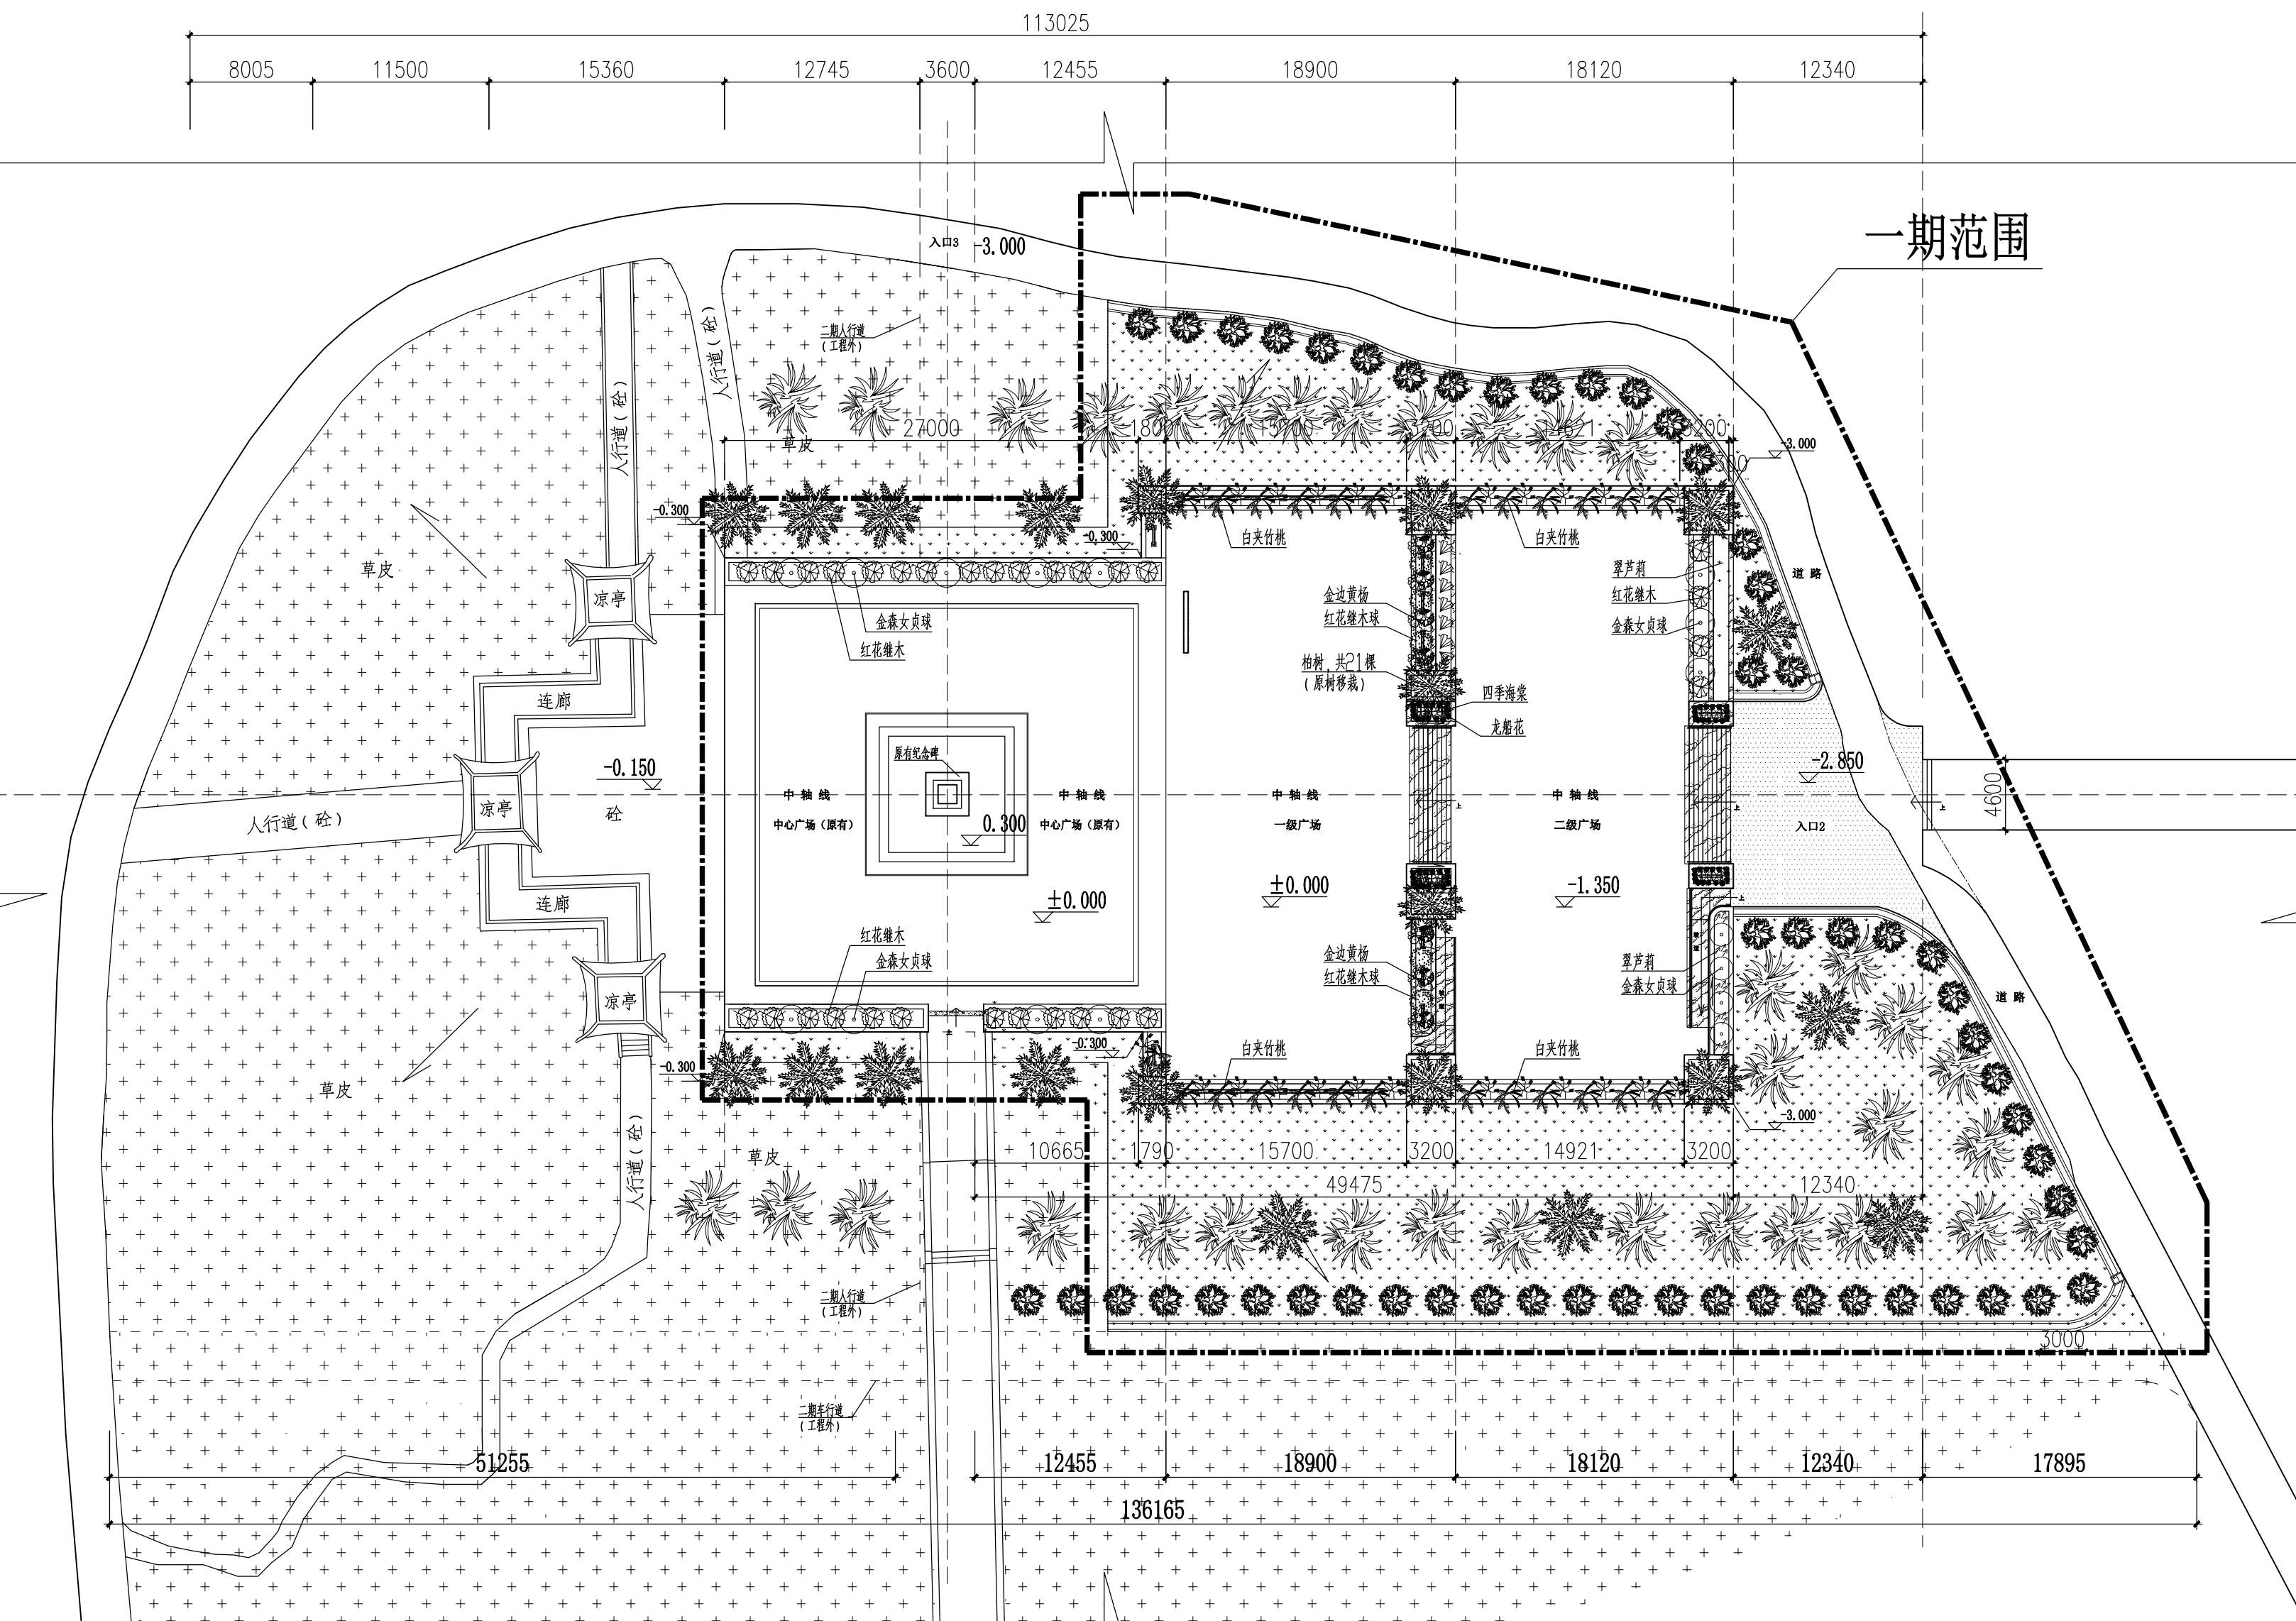 113025
8005
11500
15360
12745
3600
12455
18900
18120
12340
一期范围
入口3
-3.000
二期人行道
(工程外)
人行道(砼)
人行道(砼)
27000
草皮
-3.000
-0.300
-0.300
白夹竹桃
白夹竹桃
草皮
凉亭
翠芦莉
红花继木
金森女贞球
道 路
金边黄杨
红花继木球
金森女贞球
红花继木
柏树，共21棵
(原树移栽)
四季海棠
龙船花
连廊
原有纪念碑
-0.150
-2.850
4600
中 轴 线
中 轴 线
中 轴 线
中 轴 线
凉亭
人行道(砼)
砼
中心广场(原有)
0.300
中心广场(原有)
一级广场
二级广场
入口2
上
上
上
±0.000
±0.000
-1.350
连廊
上
红花继木
金森女贞球
金边黄杨
红花继木球
翠芦莉
金森女贞球
凉亭
道 路
上
-0.300
白夹竹桃
白夹竹桃
-0.300
草皮
人行道(砼)
-3.000
草皮
10665
1790
15700
3200
14921
3200
49475
12340
二期人行道
(工程外)
3000
二期车行道
(工程外)
51255
12455
18900
18120
12340
17895
136165